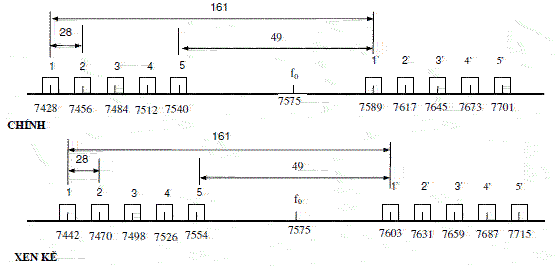 161
28
49
1 2 3 4 5 f₀ 1' 2' 3' 4' 5'
7428 7456 7484 7512 7540 7575 7589 7617 7645 7673 7701
CHÍNH
161
28
49
1 2 3 4 5 f₀ 1' 2' 3' 4' 5'
7442 7470 7498 7526 7554 7575 7603 7631 7659 7687 7715
XEN KẼ